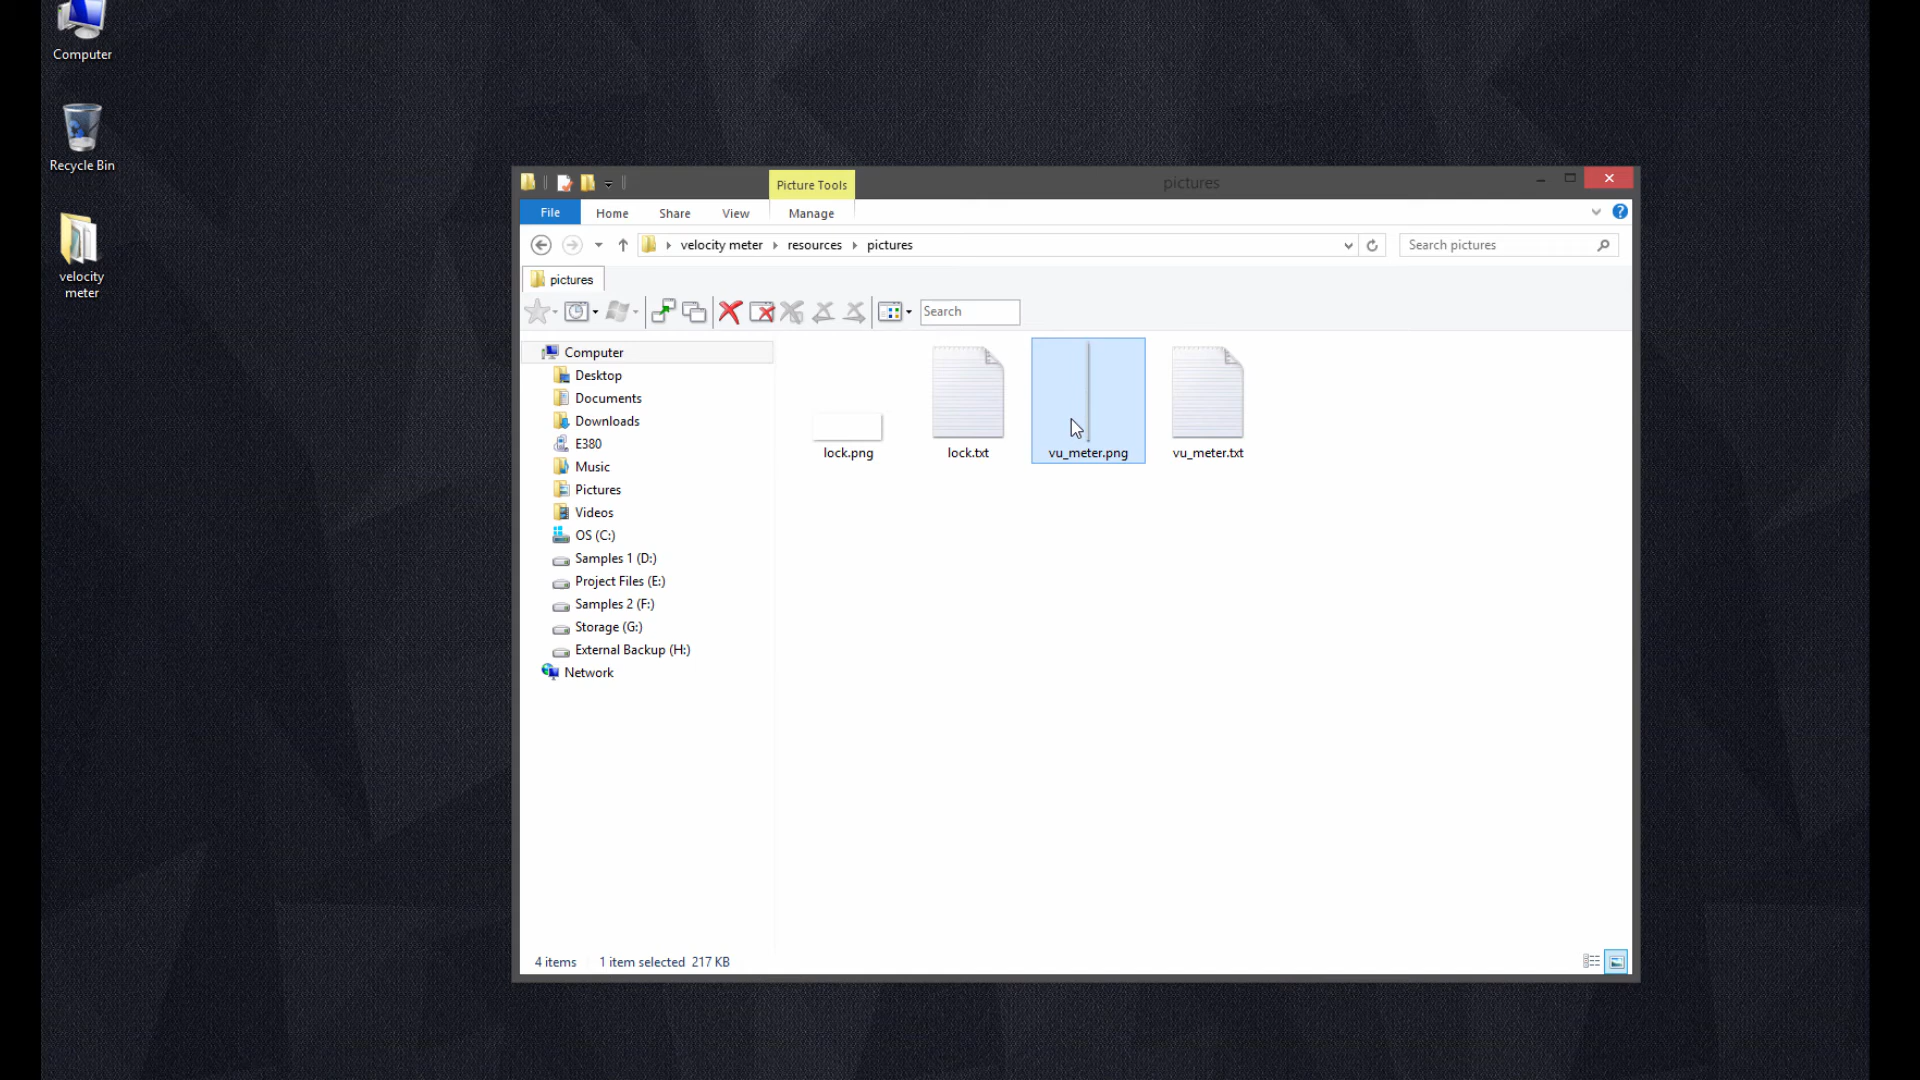 Computer
Recycle Bin
velocity
meter
Picture Tools
pictures
File
Home
Share
View
Manage
velocity meter
resources
pictures
Search pictures
pictures
Search
Computer
Desktop
Documents
Downloads
E380
Music
Pictures
Videos
OS (C:)
Samples 1 (D:)
Project Files (E:)
Samples 2 (F:)
Storage (G:)
External Backup (H:)
Network
lock.png
lock.txt
vu_meter.png
vu_meter.txt
4 items
1 item selected 217 KB